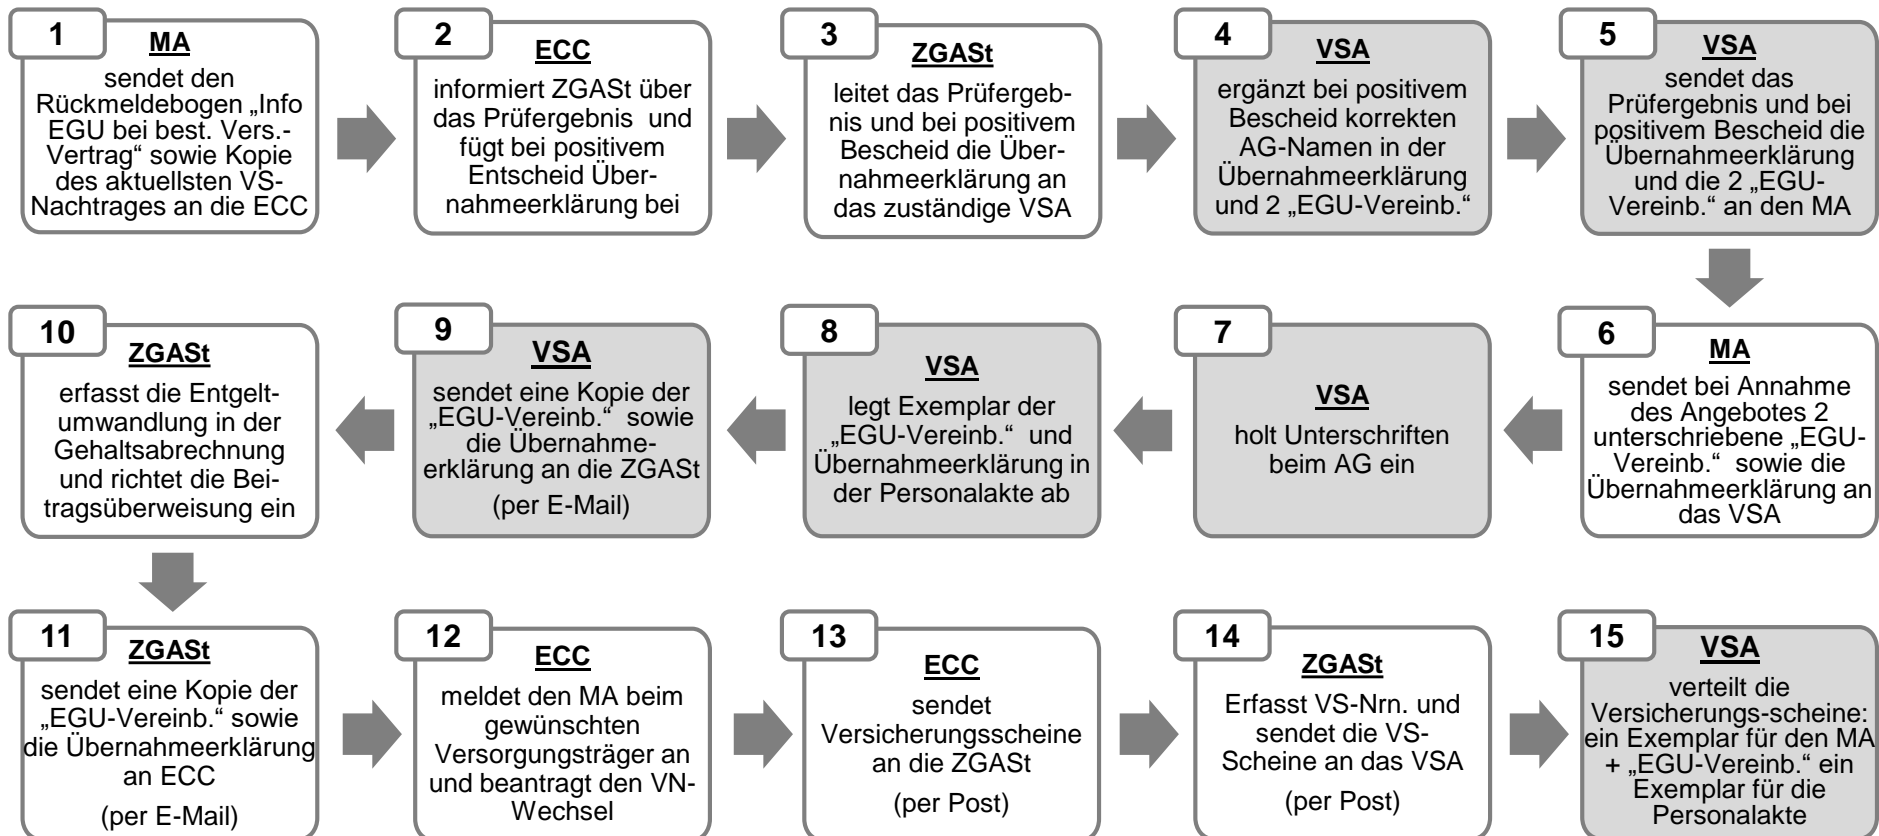 1
MA
sendet den
Rückmeldebogen „Info
EGU bei best. Vers.-
Vertrag“ sowie Kopie
des aktuellsten VS-
Nachtrages an die ECC
2
ECC
informiert ZGASt über
das Prüfergebnis und
fügt bei positivem
Entscheid Über-
nahmeerklärung bei
3
ZGASt
leitet das Prüfergeb-
nis und bei positivem
Bescheid die Über-
nahmeerklärung an
das zuständige VSA
4
VSA
ergänzt bei positivem
Bescheid korrekten
AG-Namen in der
Übernahmeerklärung
und 2 „EGU-Vereinb.“
5
VSA
sendet das
Prüfergebnis und bei
positivem Bescheid die
Übernahmeerklärung
und die 2 „EGU-
Vereinb.“ an den MA
6
MA
sendet bei Annahme
des Angebotes 2
unterschriebene „EGU-
Vereinb.“ sowie die
Übernahmeerklärung an
das VSA
7
VSA
holt Unterschriften
beim AG ein
8
VSA
legt Exemplar der
„EGU-Vereinb.“ und
Übernahmeerklärung in
der Personalakte ab
9
VSA
sendet eine Kopie der
„EGU-Vereinb.“ sowie
die Übernahme-
erklärung an die ZGASt
(per E-Mail)
10
ZGASt
erfasst die Entgelt-
umwandlung in der
Gehaltsabrechnung
und richtet die Bei-
tragsüberweisung ein
11
ZGASt
sendet eine Kopie der
„EGU-Vereinb.“ sowie
die Übernahmeerklärung
an ECC
(per E-Mail)
12
ECC
meldet den MA beim
gewünschten
Versorgungsträger an
und beantragt den VN-
Wechsel
13
ECC
sendet
Versicherungsscheine
an die ZGASt
(per Post)
14
ZGASt
Erfasst VS-Nrn. und
sendet die VS-
Scheine an das VSA
(per Post)
15
VSA
verteilt die
Versicherungs-scheine:
ein Exemplar für den MA
+ „EGU-Vereinb.“ ein
Exemplar für die
Personalakte